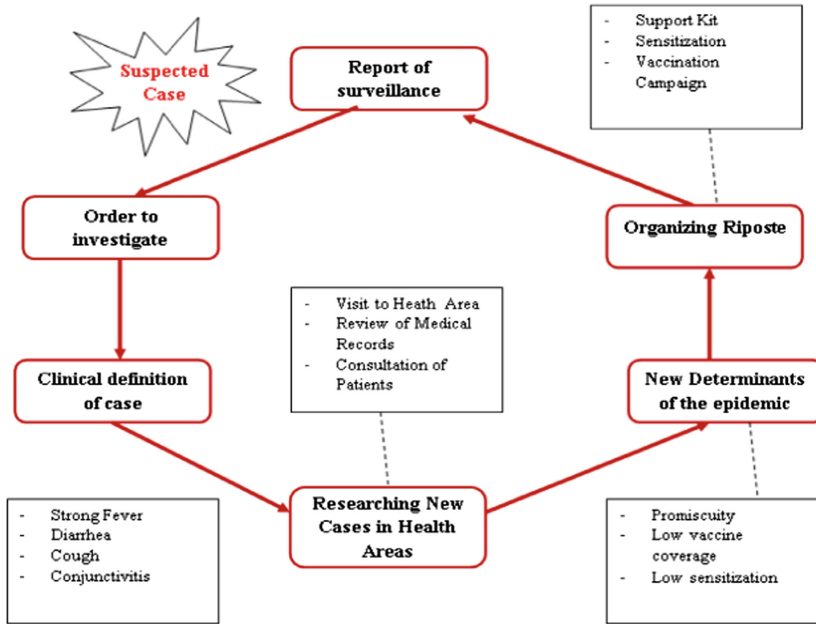 Suspected
Case
Report of
surveillance
- Support Kit
- Sensitization
- Vaccination
Campaign
Order to
investigate
Organizing Riposte
- Visit to Heath Area
- Review of Medical
Records
- Consultation of
Patients
Clinical definition
of case
New Determinants
of the epidemic
Researching New
Cases in Health
Areas
- Strong Fever
- Diarrhea
- Cough
- Conjunctivitis
- Promiscuity
- Low vaccine
coverage
- Low sensitization